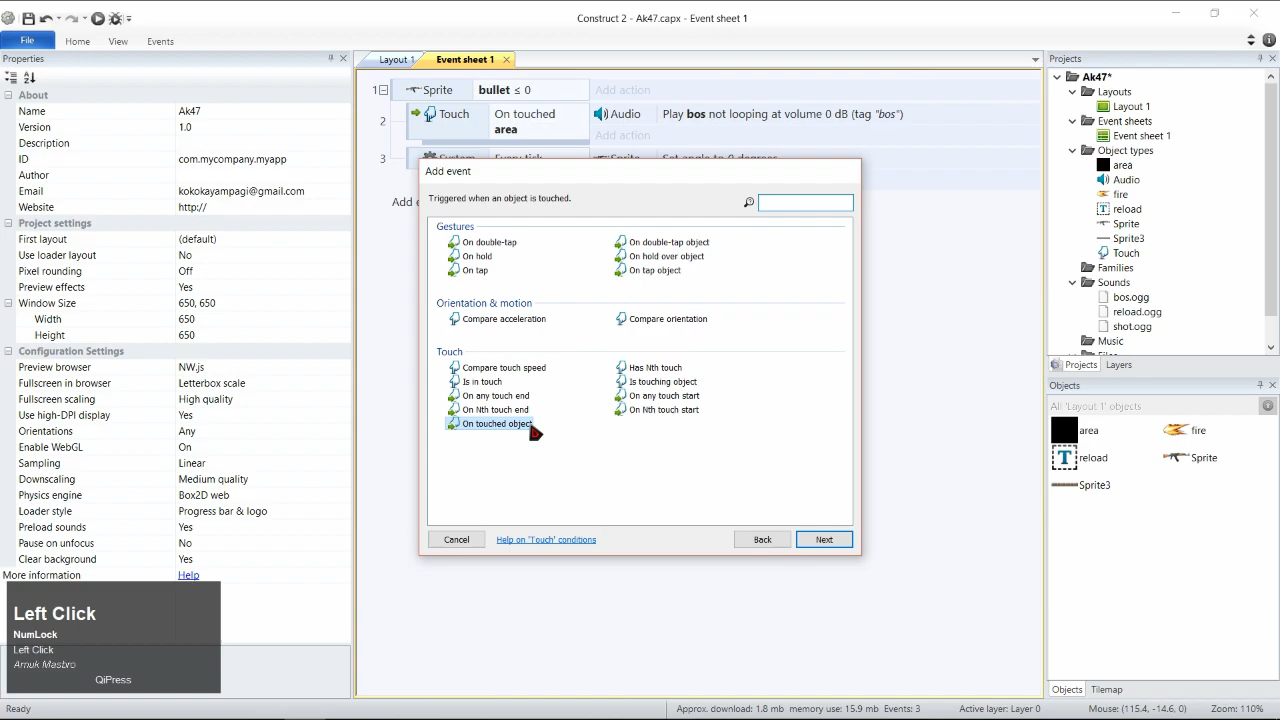 Construct 2 - Ak47.capx - Event sheet 1
File
Home
View
Events
Properties
About
Name Ak47
Version 1.0
Description
ID com.mycompany.myapp
Author
Email kokokayampagi@gmail.com
Website http://
Project settings
First layout (default)
Use loader layout No
Pixel rounding Off
Preview effects Yes
Window Size 650, 650
Width 650
Height 650
Configuration Settings
Preview browser NW.js
Fullscreen in browser Letterbox scale
Fullscreen scaling High quality
Use high-DPI display Yes
Orientations Any
Enable WebGL On
Sampling Linear
Downscaling Medium quality
Physics engine Box2D web
Loader style Progress bar & logo
Preload sounds Yes
Pause on unfocus No
Clear background Yes
More information Help
Left Click
NumLock
Left Click
Arnuk Masbro
QiPress
Ready
Layout 1
Event sheet 1
1 Sprite bullet ≤ 0 Add action
2 Touch On touched area Audio Play bos not looping at volume 0 dB (tag "bos")
Add action
3 System Every tick Sprite Set angle to 0 degrees
Add e
Add event
Triggered when an object is touched.
Gestures
On double-tap On double-tap object
On hold On hold over object
On tap On tap object
Orientation & motion
Compare acceleration Compare orientation
Touch
Compare touch speed Has Nth touch
Is in touch Is touching object
On any touch end On any touch start
On Nth touch end On Nth touch start
On touched object
Cancel
Help on 'Touch' conditions
Back
Next
Projects
Ak47*
Layouts
Layout 1
Event sheets
Event sheet 1
Object types
area
Audio
fire
reload
Sprite
Sprite3
Touch
Families
Sounds
bos.ogg
reload.ogg
shot.ogg
Music
Files
Projects
Layers
Objects
All 'Layout 1' objects
area
fire
T reload
Sprite
Sprite3
Objects
Tilemap
Approx. download: 1.8 mb
memory use: 15.9 mb
Events: 3
Active layer: Layer 0
Mouse: (115.4, -14.6, 0)
Zoom: 110%